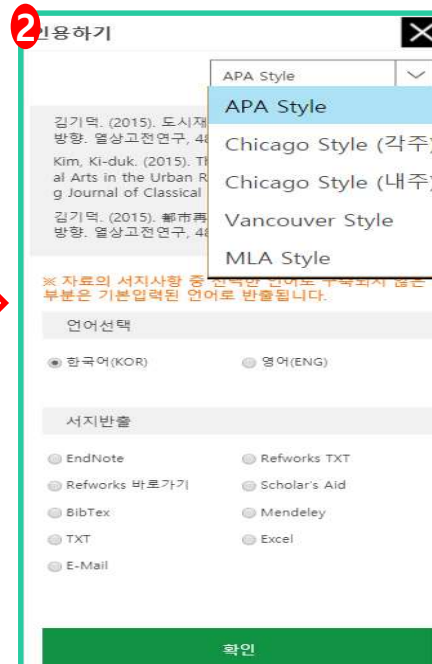 2
인용하기
APA Style
APA Style
Chicago Style (각주)
Chicago Style (내주)
Vancouver Style
MLA Style
김기덕. (2015). 도시재
방향. 열상고전연구, 48
Kim, Ki-duk. (2015). Th
al Arts in the Urban R
g Journal of Classical
김기덕. (2015). 都市再
방향. 열상고전연구, 48
※ 자료의 서지사항 중 선택한 언어로 구축되지 않은
부분은 기본입력된 언어로 반출됩니다.
언어선택
한국어(KOR)
영어(ENG)
서지반출
EndNote
Refworks TXT
Refworks 바로가기
Scholar's Aid
BibTex
Mendeley
TXT
Excel
E-Mail
확인